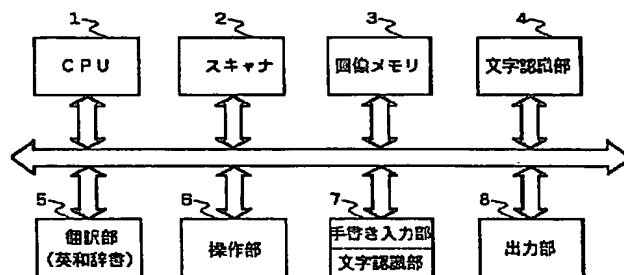 1
2
3
4
CPU
スキャナ
画像メモリ
文字認識部
5
6
7
8
翻訳部
(英和辞書)
操作部
手書き入力部
文字認識部
出力部